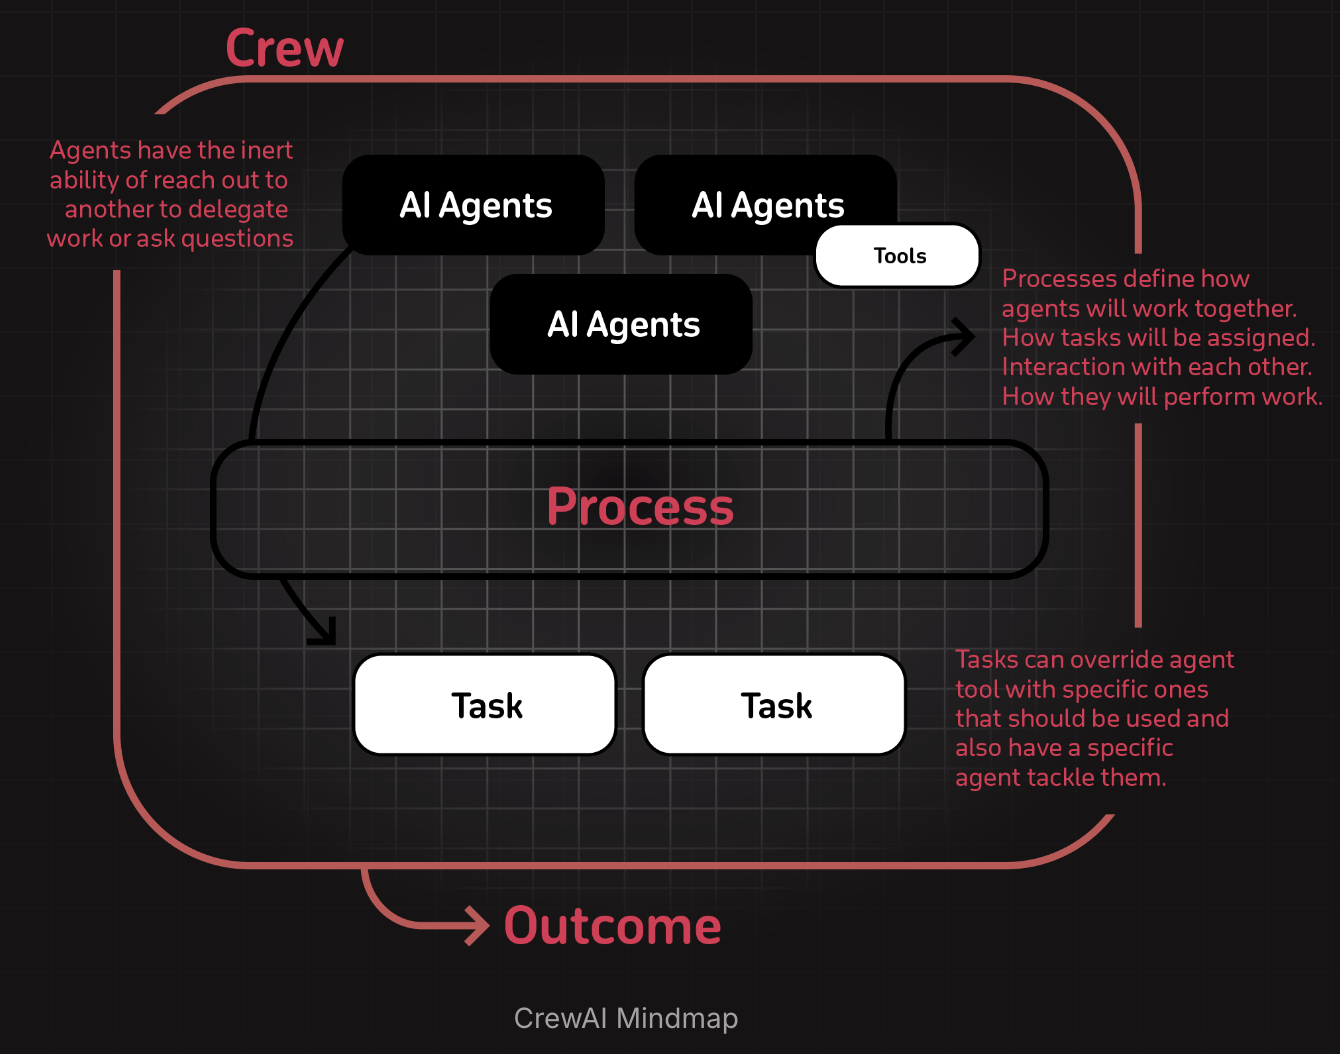 Crew
Agents have the inert
ability of reach out to
another to delegate
work or ask questions
AI Agents
AI Agents
Tools
AI Agents
Processes define how
agents will work together.
How tasks will be assigned.
Interaction with each other.
How they will perform work.
Process
Task
Task
Tasks can override agent
tool with specific ones
that should be used and
also have a specific
agent tackle them.
Outcome
CrewAI Mindmap